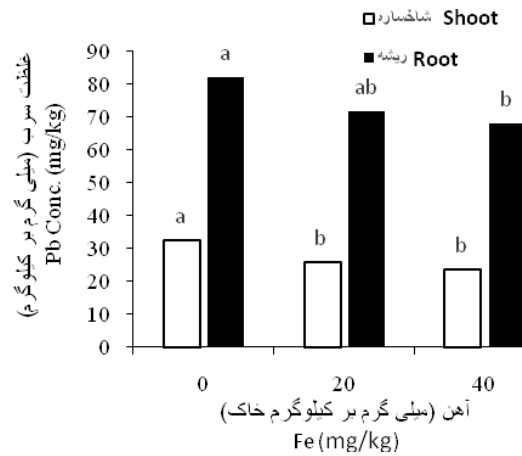 شاخساره Shoot
ریشه Root
غلظت سرب (میلی گرم بر کیلوگرم)
Pb Conc. (mg/kg)
90
80
70
60
50
40
30
20
10
0
a
a
ab
b
b
b
0 20 40
آهن (میلی گرم بر کیلوگرم خاک)
Fe (mg/kg)